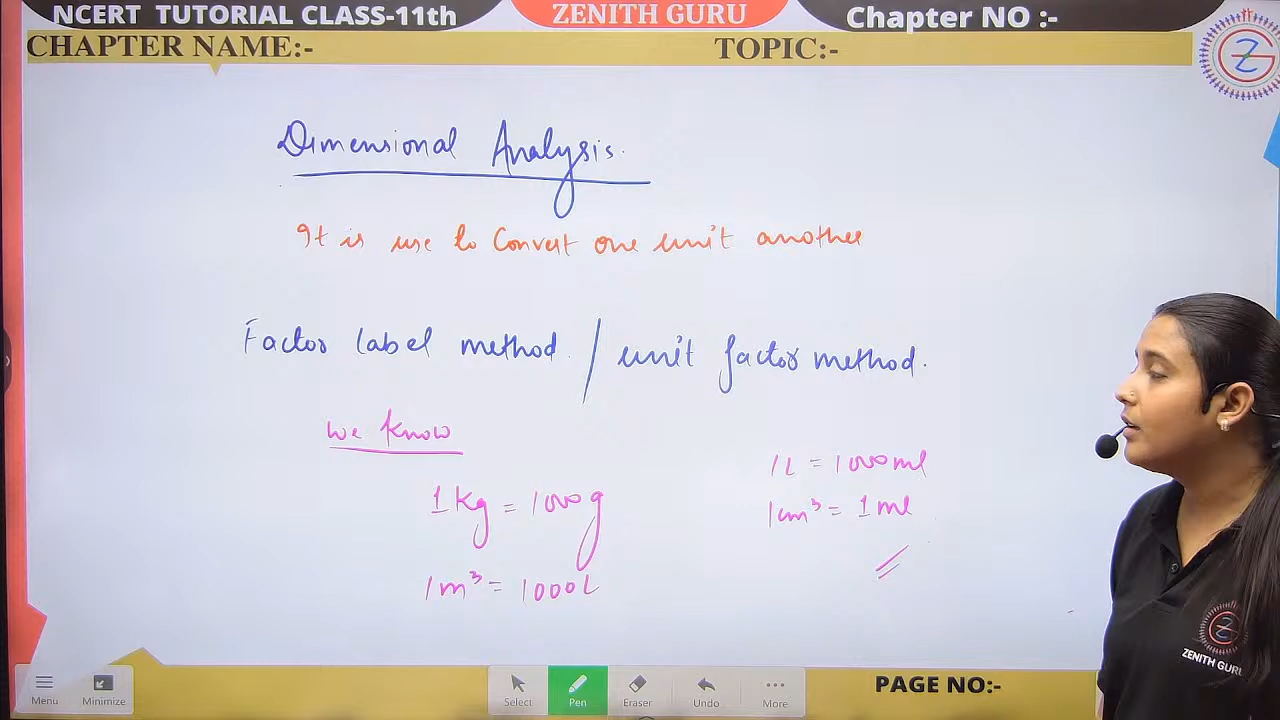 NCERT TUTORIAL CLASS-11th
ZENITH GURU
Chapter NO :-
CHAPTER NAME:-
TOPIC:-
Dimensional Analysis.
It is use to Convert one unit another
Factor label method. / unit factor method.
we know
1L = 1000ml
1 Kg = 1000g
1cm³ = 1ml
1m³ = 1000L
ZENITH GURU
Menu
Minimize
Select
Pen
Eraser
Undo
More
PAGE NO:-